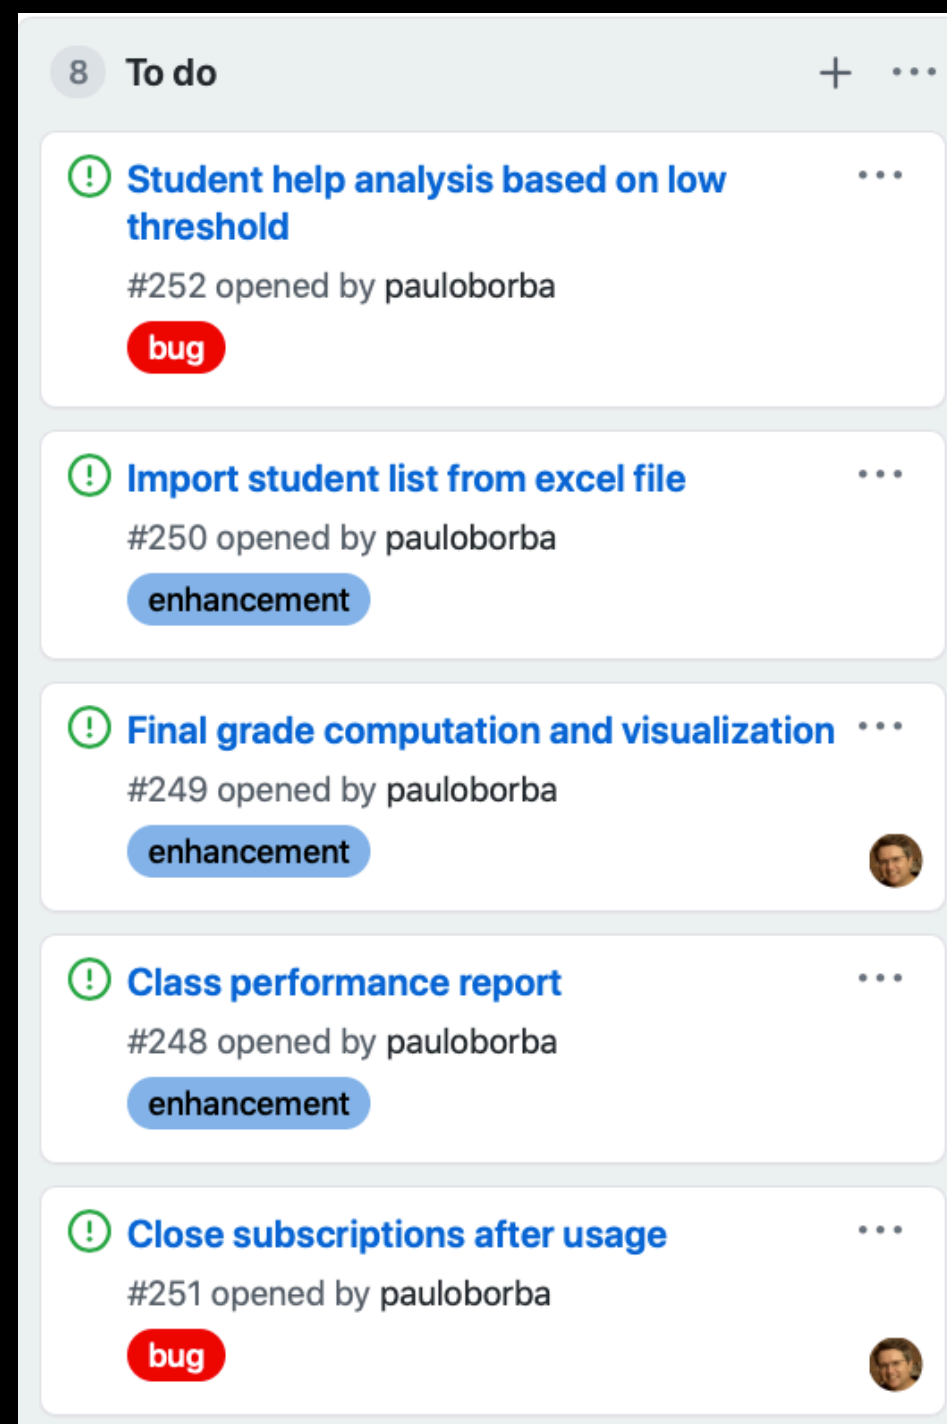 8 To do
Student help analysis based on low
threshold
#252 opened by pauloborba
bug
Import student list from excel file
#250 opened by pauloborba
enhancement
Final grade computation and visualization
#249 opened by pauloborba
enhancement
Class performance report
#248 opened by pauloborba
enhancement
Close subscriptions after usage
#251 opened by pauloborba
bug